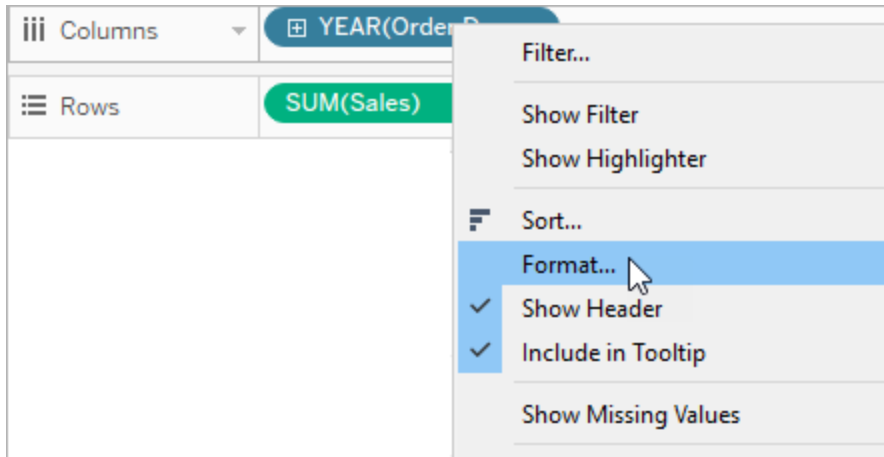 Columns
YEAR(Order
Rows
SUM(Sales)
Filter...
Show Filter
Show Highlighter
Sort...
Format...
Show Header
Include in Tooltip
Show Missing Values